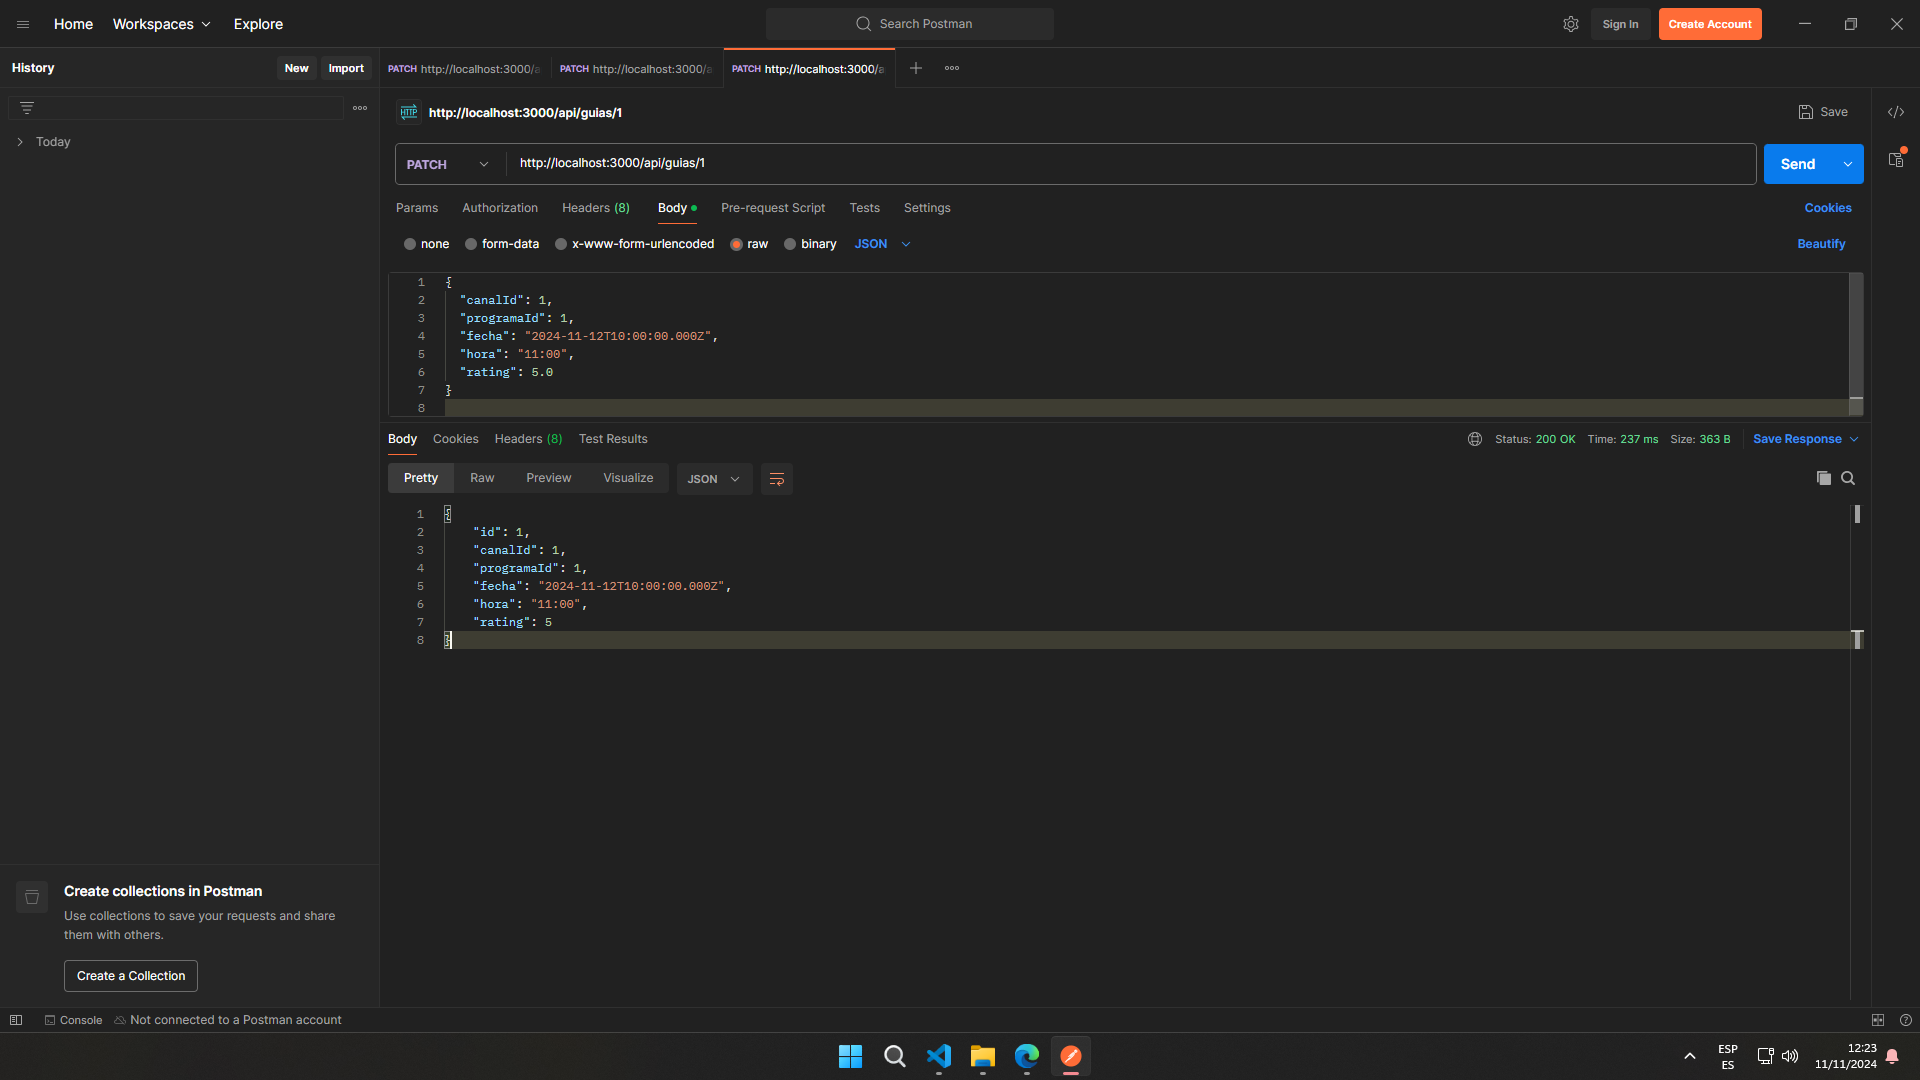 Home Workspaces Explore Search Postman Sign In Create Account
History New Import PATCH http://localhost:3000/a PATCH http://localhost:3000/a PATCH http://localhost:3000/a
HTTP http://localhost:3000/api/guias/1 Save
Today
PATCH http://localhost:3000/api/guias/1 Send
Params Authorization Headers (8) Body Pre-request Script Tests Settings Cookies
none form-data x-www-form-urlencoded raw binary JSON Beautify
1 {
2 "canalId": 1,
3 "programaId": 1,
4 "fecha": "2024-11-12T10:00:00.000Z",
5 "hora": "11:00",
6 "rating": 5.0
7 }
8
Body Cookies Headers (8) Test Results Status: 200 OK Time: 237 ms Size: 363 B Save Response
Pretty Raw Preview Visualize JSON
1 {
2 "id": 1,
3 "canalId": 1,
4 "programaId": 1,
5 "fecha": "2024-11-12T10:00:00.000Z",
6 "hora": "11:00",
7 "rating": 5
8 }
Create collections in Postman
Use collections to save your requests and share
them with others.
Create a Collection
Console Not connected to a Postman account
ESP 12:23
ES 11/11/2024